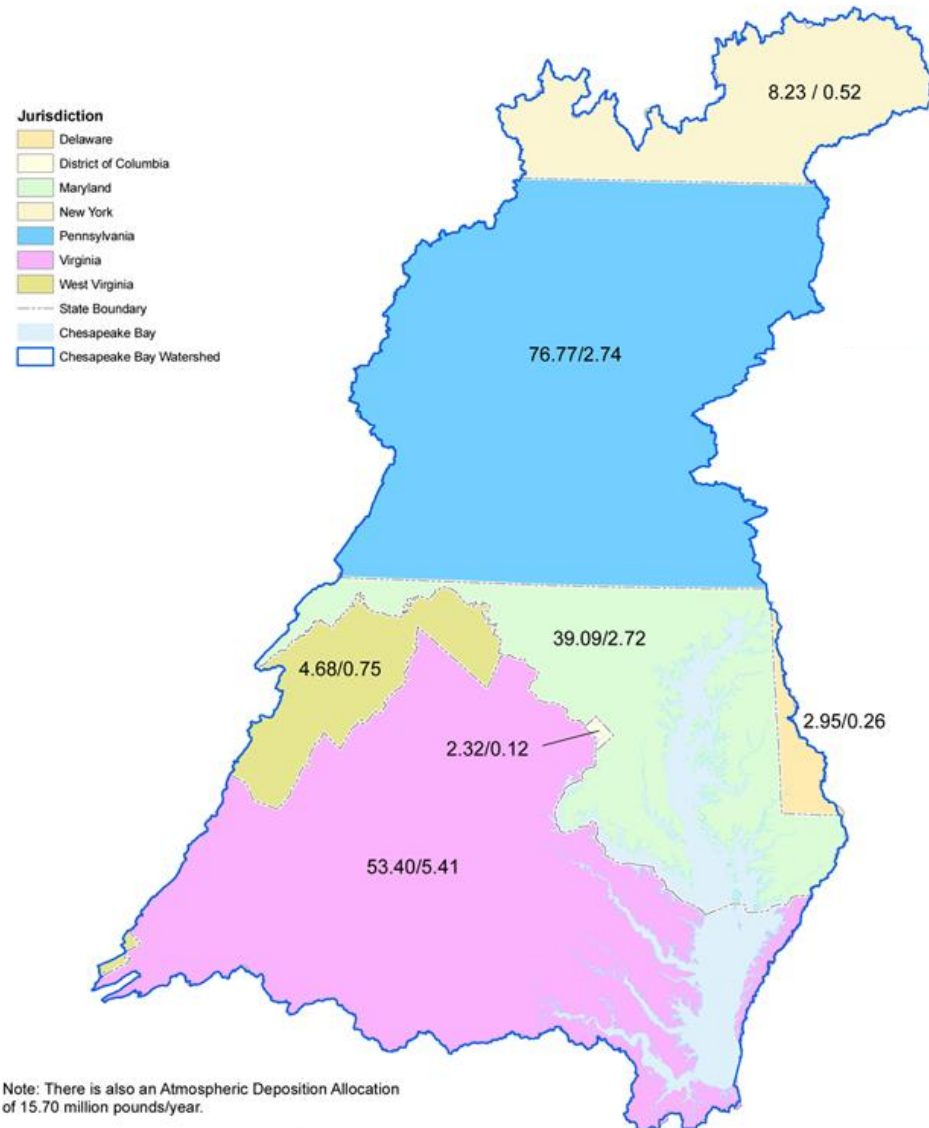 Jurisdiction
Delaware
District of Columbia
Maryland
New York
Pennsylvania
Virginia
West Virginia
State Boundary
Chesapeake Bay
Chesapeake Bay Watershed
8.23 / 0.52
76.77/2.74
39.09/2.72
4.68/0.75
2.95/0.26
2.32/0.12
53.40/5.41
Note: There is also an Atmospheric Deposition Allocation
of 15.70 million pounds/year.